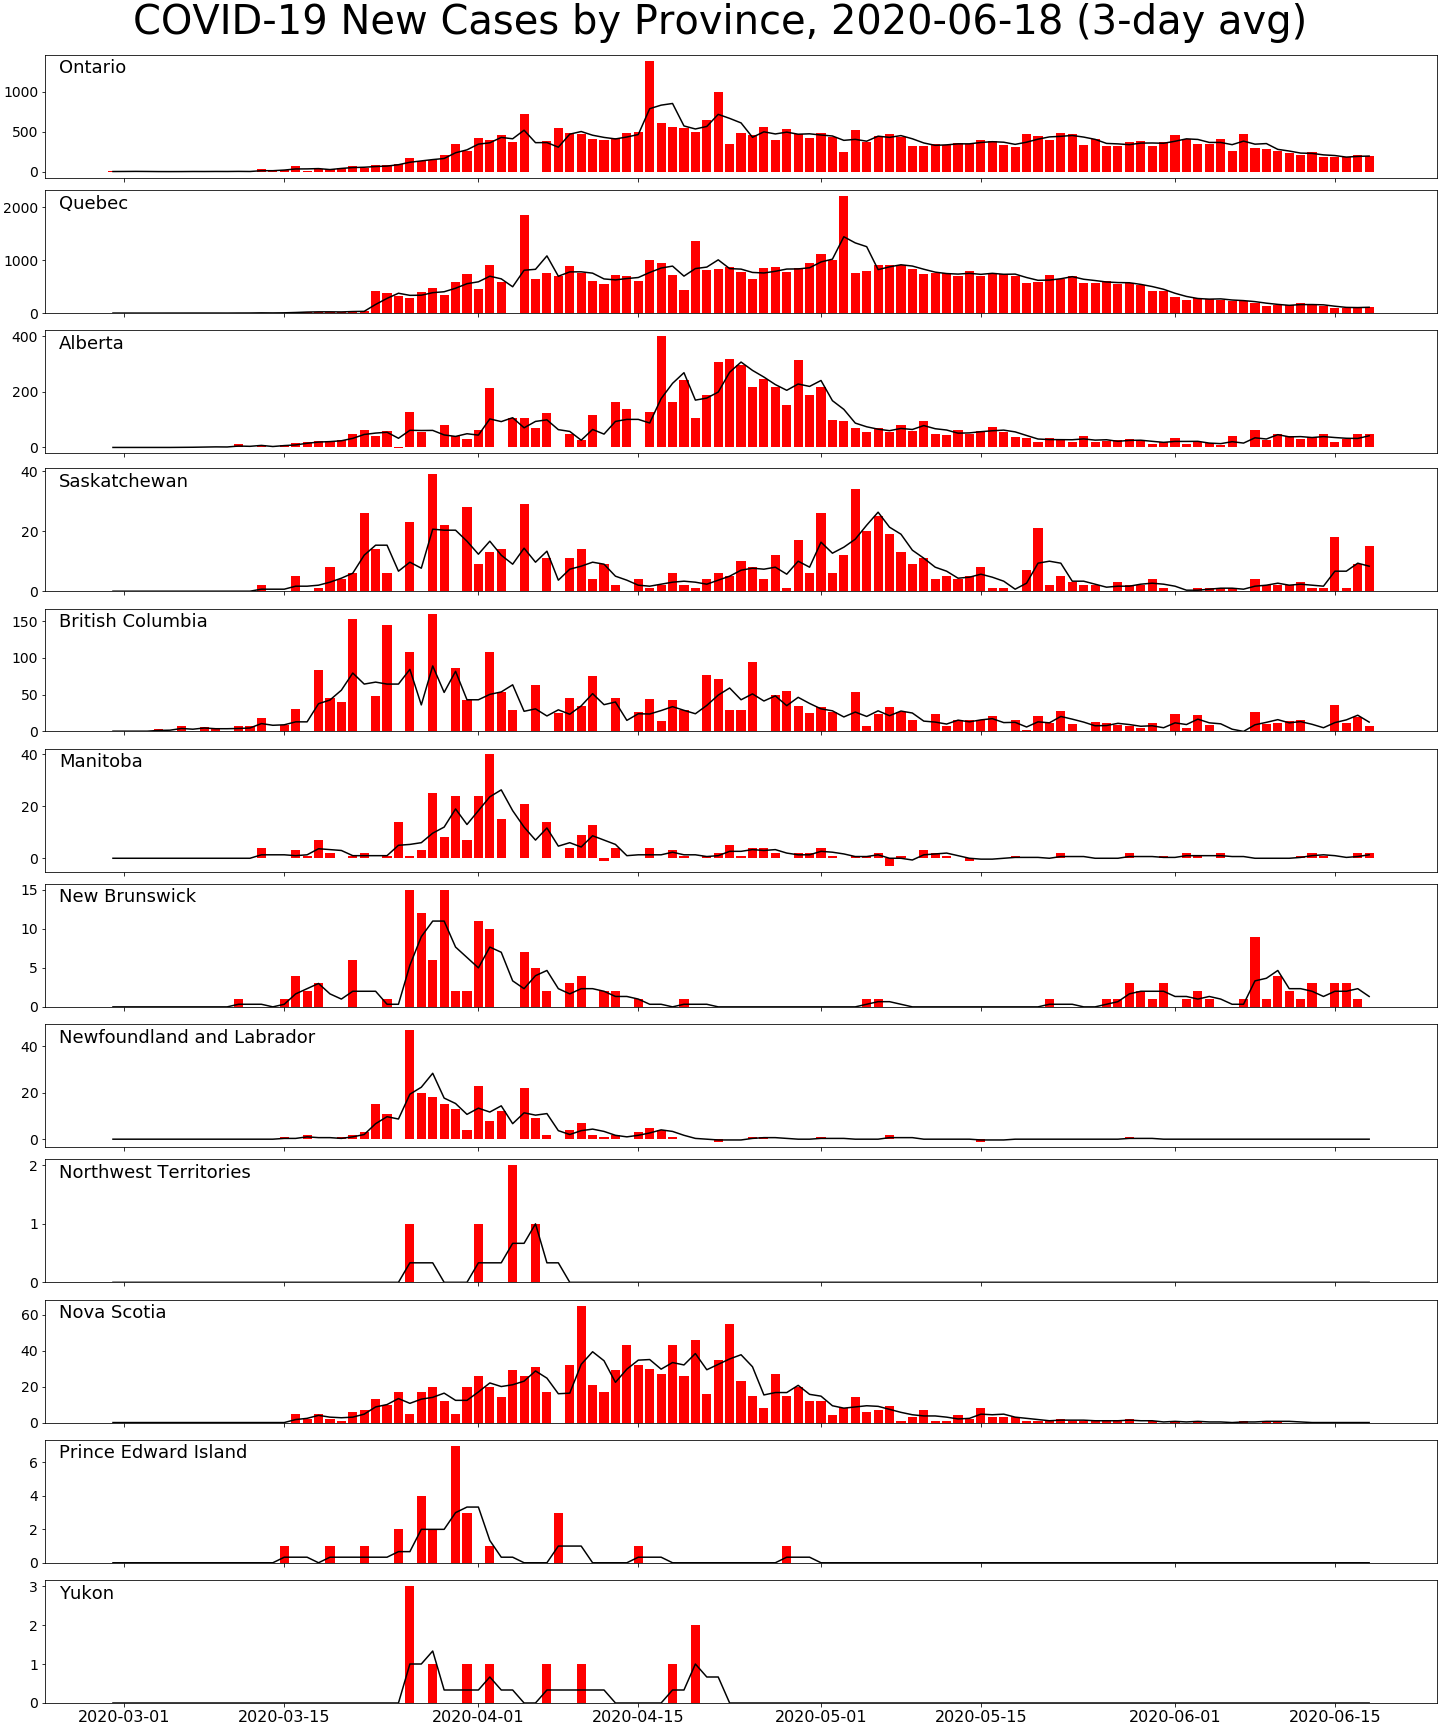 COVID-19 New Cases by Province, 2020-06-18 (3-day avg)
Ontario
1000
500
0
Quebec
2000
1000
0
Alberta
400
200
0
Saskatchewan
40
20
0
British Columbia
150
100
50
0
Manitoba
40
20
0
New Brunswick
15
10
5
0
Newfoundland and Labrador
40
20
0
Northwest Territories
2
1
0
Nova Scotia
60
40
20
0
Prince Edward Island
6
4
2
0
Yukon
3
2
1
0
2020-03-01 2020-03-15 2020-04-01 2020-04-15 2020-05-01 2020-05-15 2020-06-01 2020-06-15